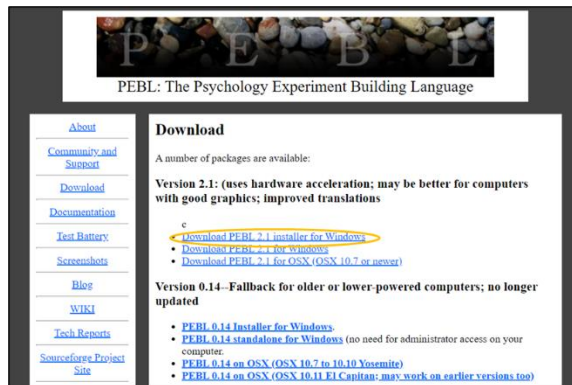 P E B L
PEBL: The Psychology Experiment Building Language
About
Community and
Support
Download
Documentation
Test Battery
Screenshots
Blog
WIKI
Tech Reports
Sourceforge Project
Site
Download
A number of packages are available:
Version 2.1: (uses hardware acceleration; may be better for computers
with good graphics; improved translations
c
• Download PEBL 2.1 installer for Windows
• Download PEBL 2.1 for Windows
• Download PEBL 2.1 for OSX (OSX 10.7 or newer)
Version 0.14--Fallback for older or lower-powered computers; no longer
updated
• PEBL 0.14 Installer for Windows.
• PEBL 0.14 standalone for Windows (no need for administrator access on your
computer.
• PEBL 0.14 on OSX (OSX 10.7 to 10.10 Yosemite)
• PEBL 0.14 on OSX (OSX 10.11 El Capitan; may work on earlier versions too)